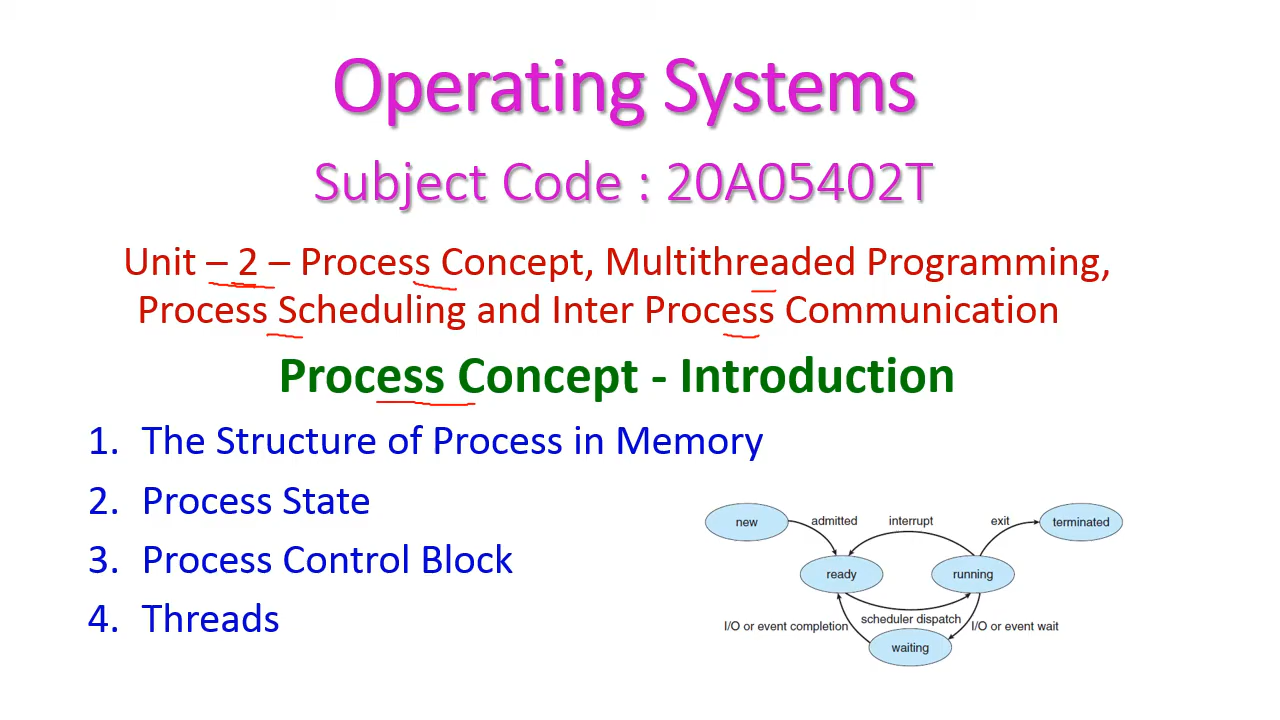 Operating Systems
Subject Code : 20A05402T
Unit – 2 – Process Concept, Multithreaded Programming,
Process Scheduling and Inter Process Communication
Process Concept - Introduction
1. The Structure of Process in Memory
2. Process State
3. Process Control Block
4. Threads
new
admitted
interrupt
exit
terminated
ready
running
I/O or event completion
scheduler dispatch
I/O or event wait
waiting